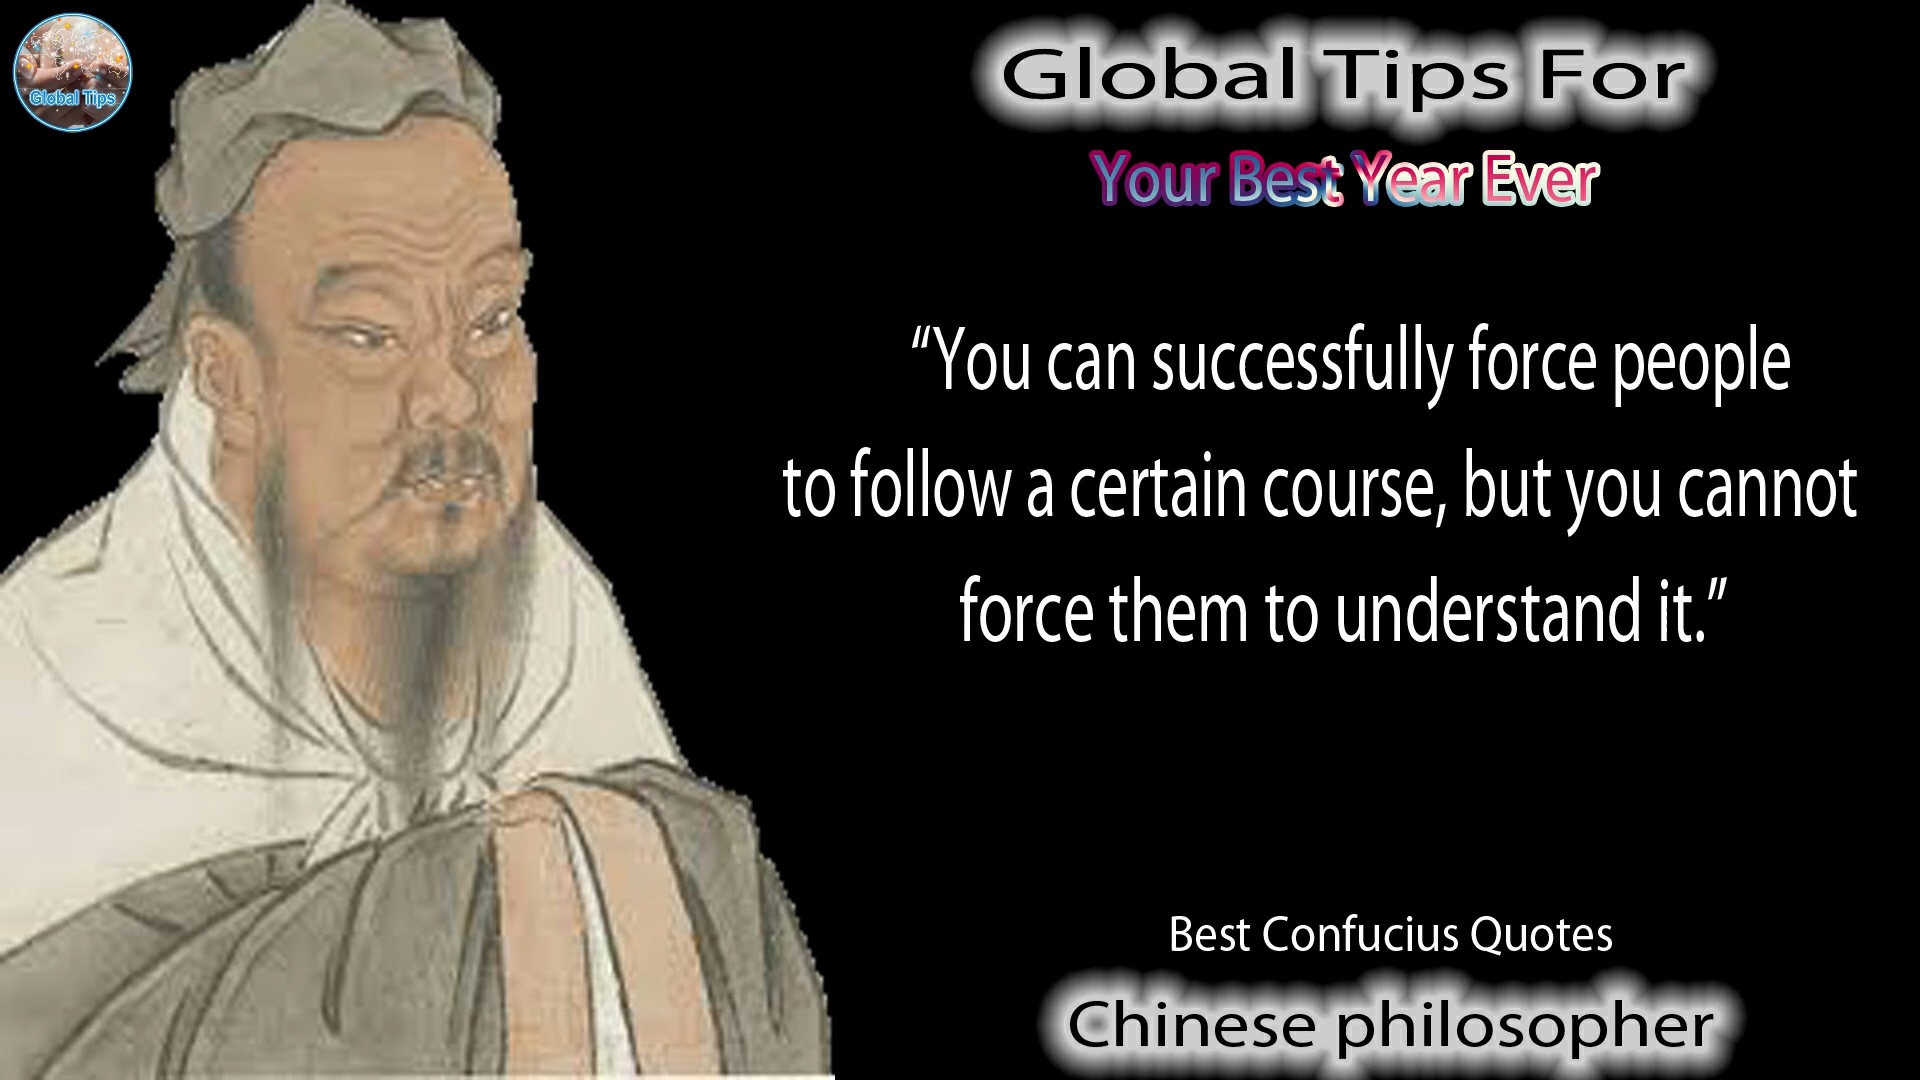 Global Tips
Global Tips For
Your Best Year Ever
“You can successfully force people
to follow a certain course, but you cannot
force them to understand it.”
Best Confucius Quotes
Chinese philosopher